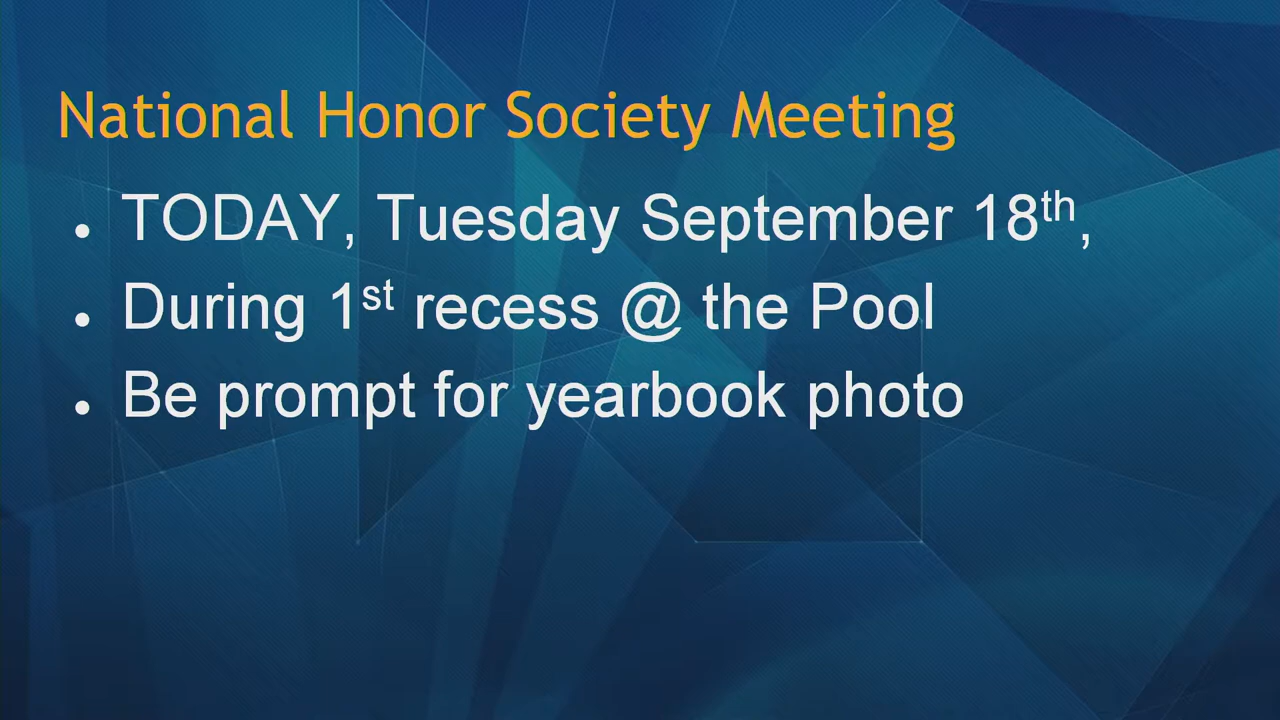 National Honor Society Meeting
• TODAY, Tuesday September 18th,
• During 1st recess @ the Pool
• Be prompt for yearbook photo